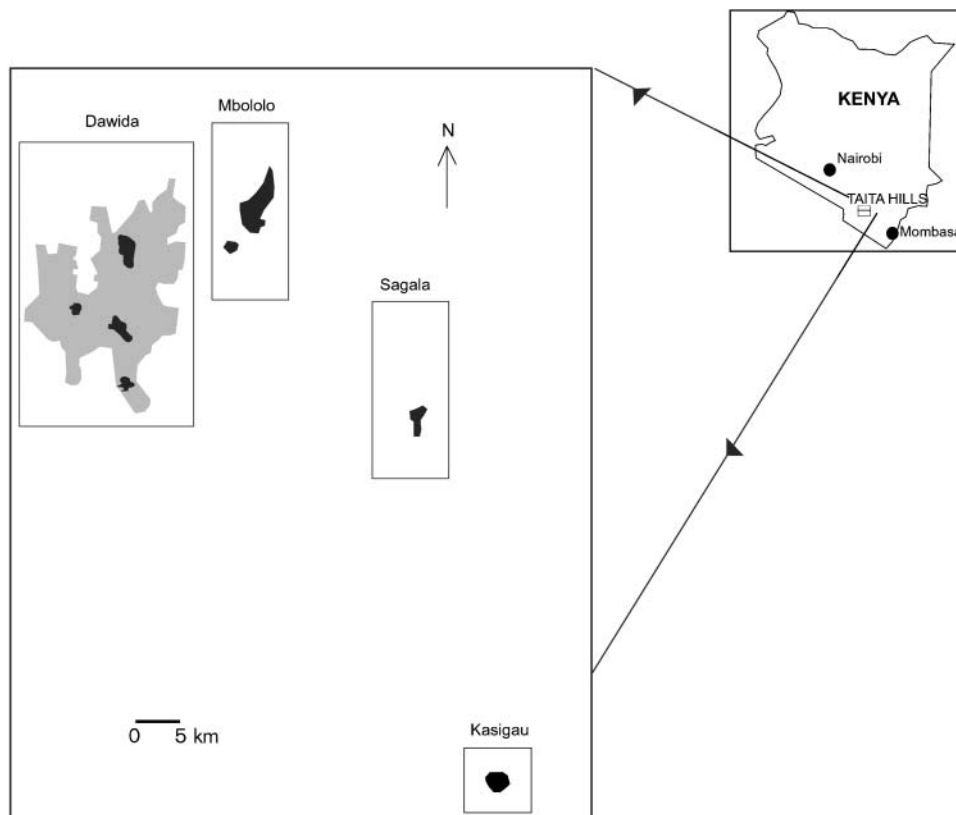 Dawida
Mbololo
N
Sagala
0 5 km
Kasigau
KENYA
Nairobi
TAITA HILLS
Mombasa